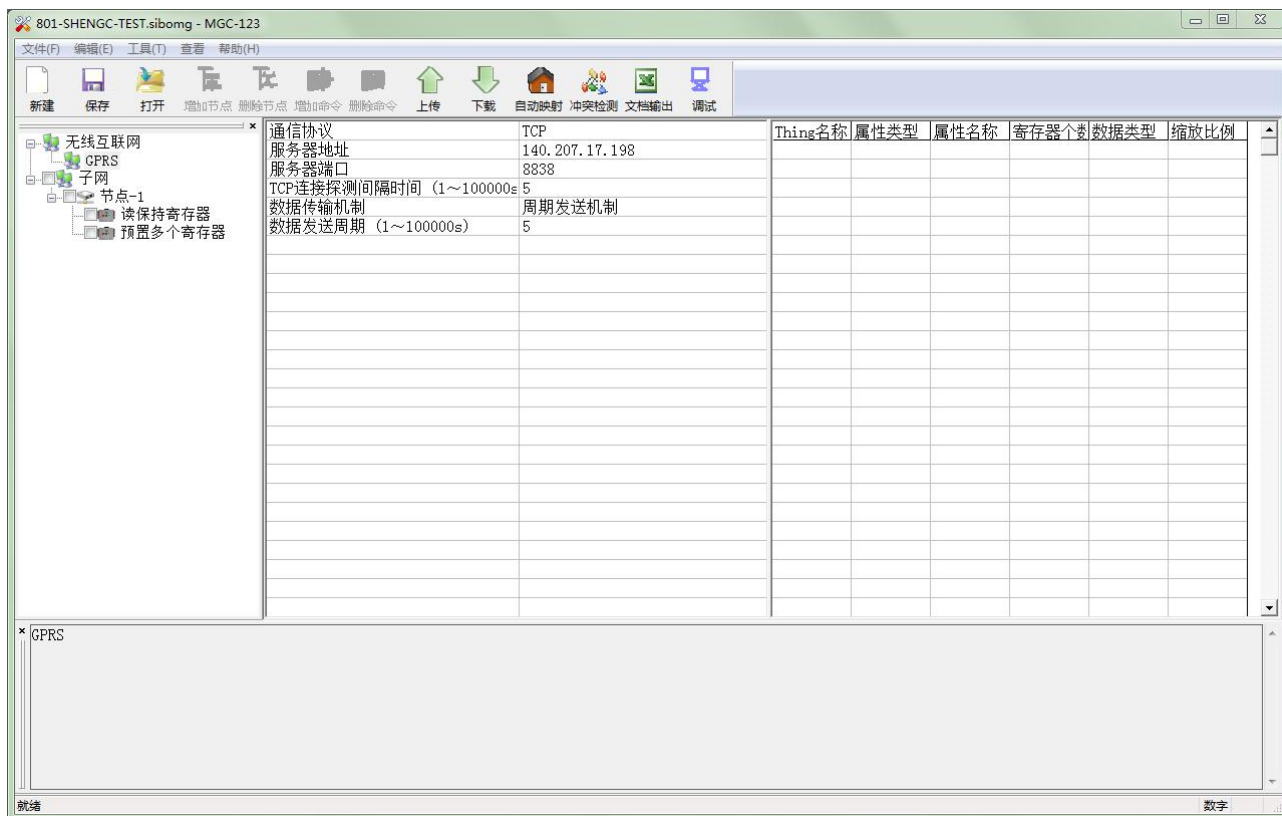 801-SHENGC-TEST.sibomg - MGC-123
文件(F) 编辑(E) 工具(T) 查看 帮助(H)
新建 保存 打开 增加节点 删除节点 增加命令 删除命令 上传 下载 自动映射 冲突检测 文档输出 调试
无线互联网
GPRS
子网
节点-1
读保持寄存器
预置多个寄存器
通信协议 TCP
服务器地址 140.207.17.198
服务器端口 8838
TCP连接探测间隔时间 (1～100000s 5
数据传输机制 周期发送机制
数据发送周期 (1～100000s) 5
Thing名称 属性类型 属性名称 寄存器个数 数据类型 缩放比例
GPRS
就绪 数字